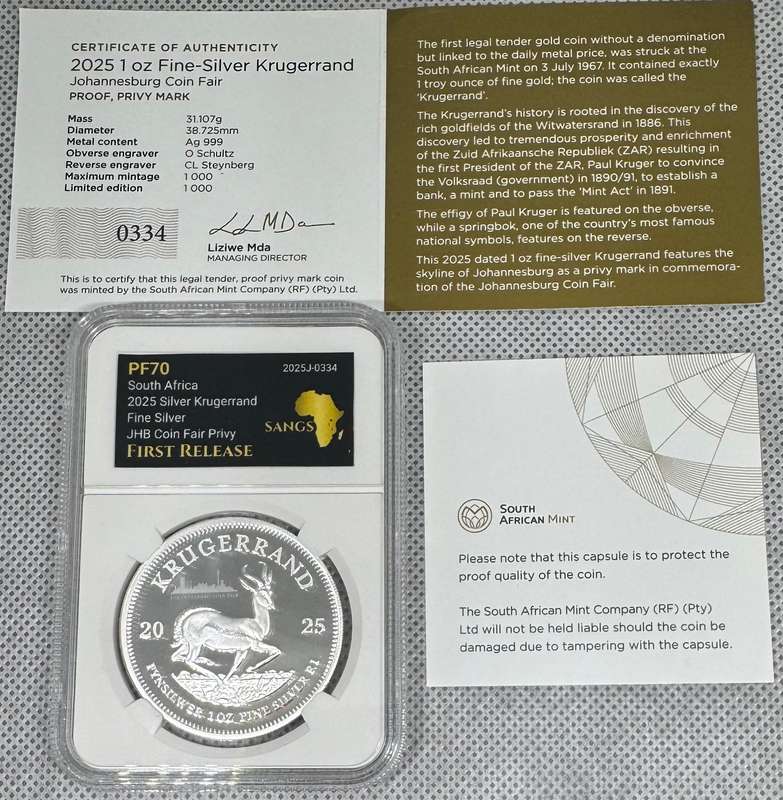 CERTIFICATE OF AUTHENTICITY
2025 1 oz Fine-Silver Krugerrand
Johannesburg Coin Fair
PROOF, PRIVY MARK
Mass 31.107g
Diameter 38.725mm
Metal content Ag 999
Obverse engraver O Schultz
Reverse engraver CL Steynberg
Maximum mintage 1 000
Limited edition 1 000
0334
Liziwe Mda
MANAGING DIRECTOR
This is to certify that this legal tender, proof privy mark coin
was minted by the South African Mint Company (RF) (Pty) Ltd.
The first legal tender gold coin without a denomination
but linked to the daily metal price, was struck at the
South African Mint on 3 July 1967. It contained exactly
1 troy ounce of fine gold; the coin was called the
‘Krugerrand’.
The Krugerrand’s history is rooted in the discovery of the
rich goldfields of the Witwatersrand in 1886. This
discovery led to tremendous prosperity and enrichment
of the Zuid Afrikaansche Republiek (ZAR) resulting in
the first President of the ZAR, Paul Kruger to convince
the Volksraad (government) in 1890/91, to establish a
bank, a mint and to pass the ‘Mint Act’ in 1891.
The effigy of Paul Kruger is featured on the obverse,
while a springbok, one of the country’s most famous
national symbols, features on the reverse.
This 2025 dated 1 oz fine-silver Krugerrand features the
skyline of Johannesburg as a privy mark in commemora-
tion of the Johannesburg Coin Fair.
PF70 2025J-0334
South Africa
2025 Silver Krugerrand
Fine Silver
JHB Coin Fair Privy
FIRST RELEASE
SANGS
KRUGERRAND
20 25
FYNSILWER 1 OZ FINE SILVER R1
SOUTH
AFRICAN MINT
Please note that this capsule is to protect the
proof quality of the coin.
The South African Mint Company (RF) (Pty)
Ltd will not be held liable should the coin be
damaged due to tampering with the capsule.